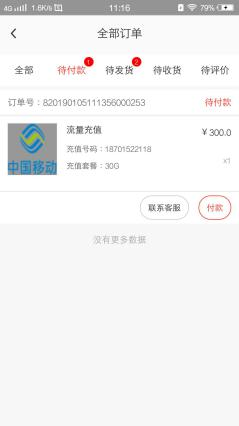 4G 1.6K/s 11:16 79%
全部订单
全部 待付款 1 待发货 2 待收货 待评价
订单号：820190105111356000253 待付款
流量充值 ¥300.0
充值号码：18701522118
充值套餐：30G x1
中国移动
联系客服 付款
没有更多数据